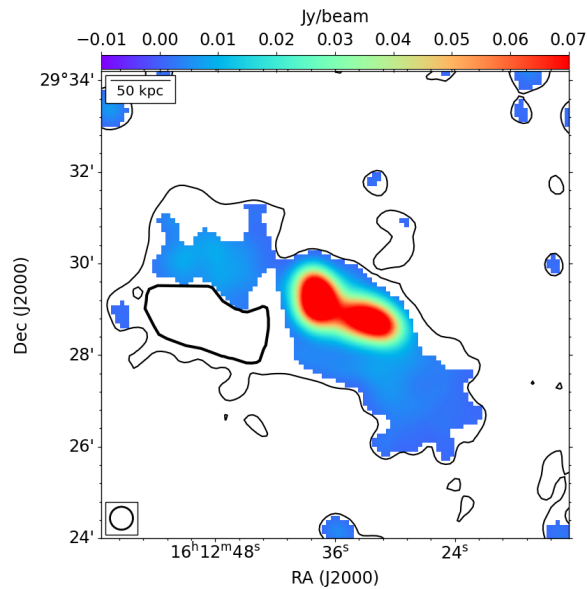 Jy/beam
−0.01 0.00 0.01 0.02 0.03 0.04 0.05 0.06 0.07
50 kpc
29°34'
32'
30'
28'
26'
24'
Dec (J2000)
16ʰ12ᵐ48ˢ 36ˢ 24ˢ
RA (J2000)